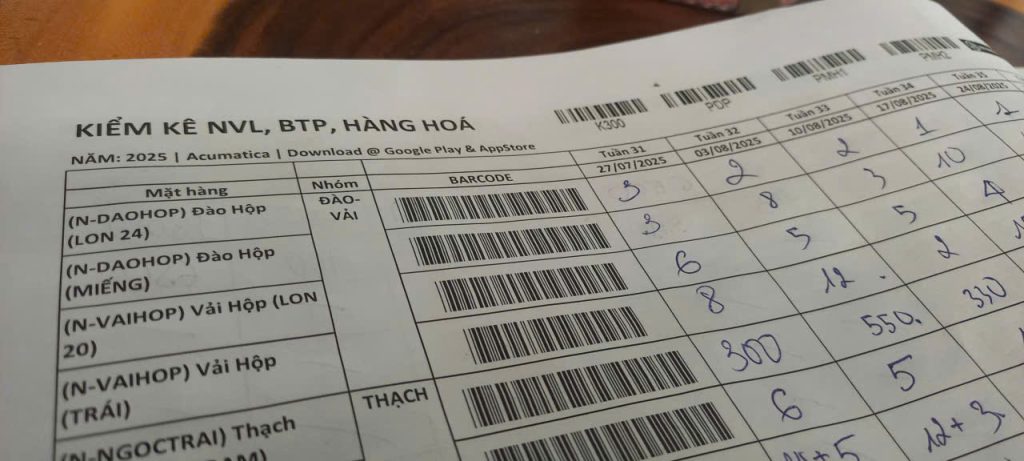 K300
PDP
PMH1
PMH2
KIỂM KÊ NVL, BTP, HÀNG HOÁ
NĂM: 2025 | Acumatica | Download @ Google Play & AppStore
Tuần 31
Tuần 32
Tuần 33
Tuần 34
Tuần 35
27/07/2025
03/08/2025
10/08/2025
17/08/2025
24/08/2025
Mặt hàng
Nhóm
BARCODE
(N-DAOHOP) Đào Hộp
(LON 24)
ĐÀO-
VẢI
3 2 2 1
(N-DAOHOP) Đào Hộp
(MIẾNG)
3 8 3 10
(N-VAIHOP) Vải Hộp (LON
20)
6 5 5 4
(N-VAIHOP) Vải Hộp
(TRÁI)
8 12 2
(N-NGOCTRAI) Thạch
THẠCH
300 550 330
6 5
12+3